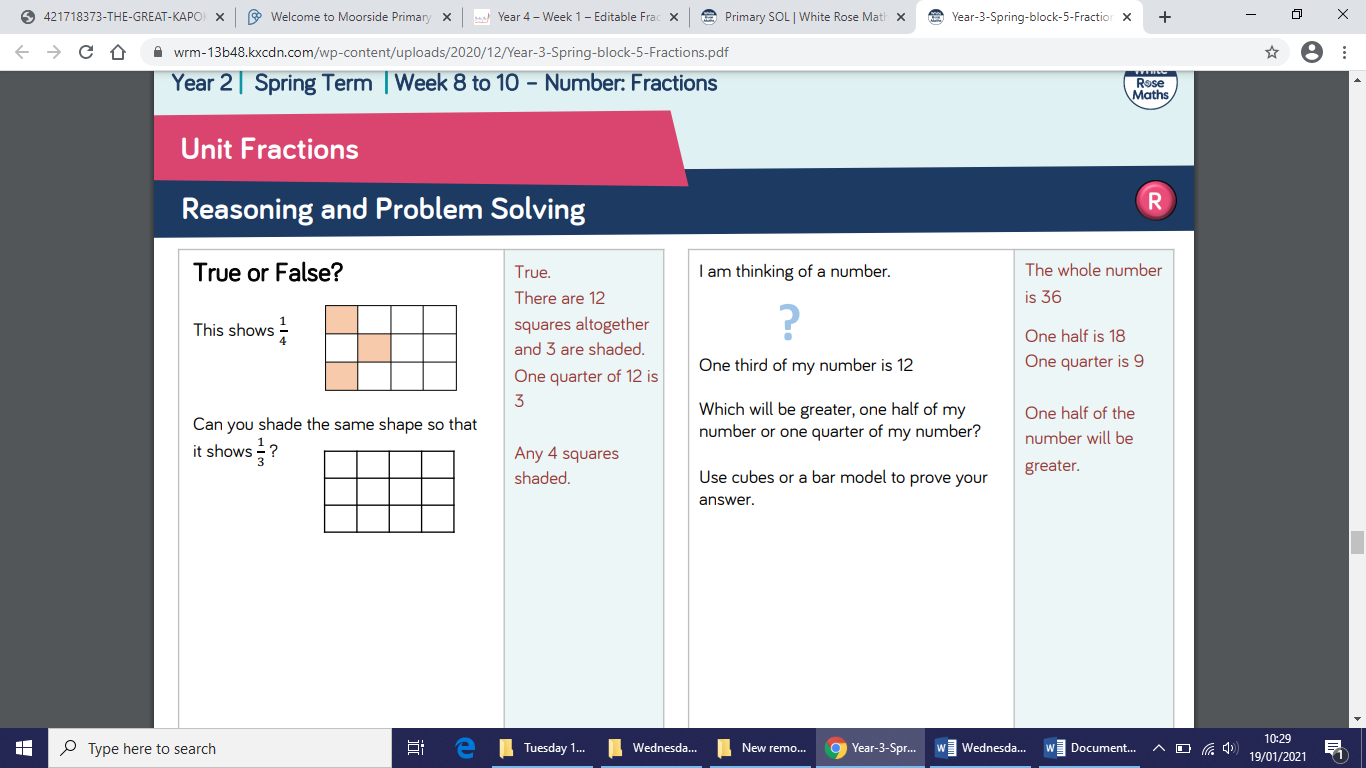 421718373-THE-GREAT-KAPO
Welcome to Moorside Primary
Year 4 – Week 1 – Editable Frac
Primary SOL | White Rose Math
Year-3-Spring-block-5-Fraction
wrm-13b48.kxcdn.com/wp-content/uploads/2020/12/Year-3-Spring-block-5-Fractions.pdf
Year 2 | Spring Term | Week 8 to 10 – Number: Fractions
White
Rose
Maths
Unit Fractions
Reasoning and Problem Solving
R
True or False?
This shows 1/4
Can you shade the same shape so that
it shows 1/3 ?
True.
There are 12
squares altogether
and 3 are shaded.
One quarter of 12 is
3
Any 4 squares
shaded.
I am thinking of a number.
?
One third of my number is 12
Which will be greater, one half of my
number or one quarter of my number?
Use cubes or a bar model to prove your
answer.
The whole number
is 36
One half is 18
One quarter is 9
One half of the
number will be
greater.
Type here to search
Tuesday 1...
Wednesda...
New remo...
Year-3-Spr...
Wednesda...
Document...
10:29
19/01/2021
1